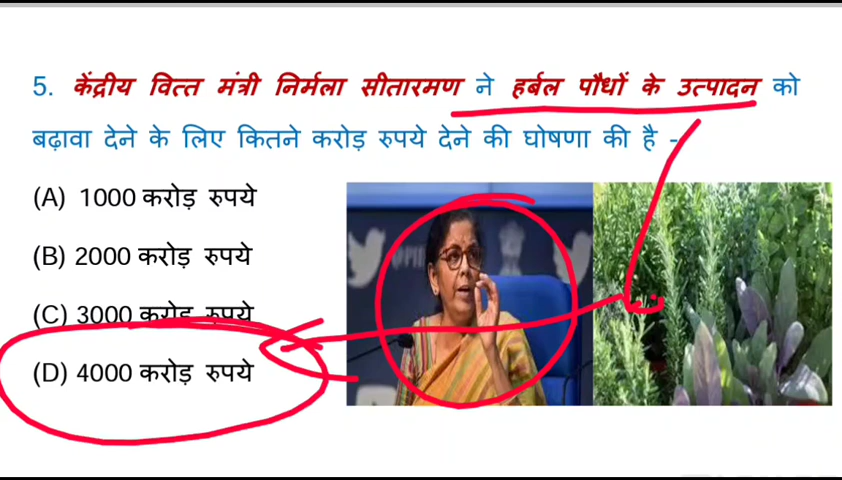 5. केंद्रीय वित्त मंत्री निर्मला सीतारमण ने हर्बल पौधों के उत्पादन को
बढ़ावा देने के लिए कितने करोड़ रुपये देने की घोषणा की है -
(A) 1000 करोड़ रुपये
(B) 2000 करोड़ रुपये
(C) 3000 करोड़ रुपये
(D) 4000 करोड़ रुपये